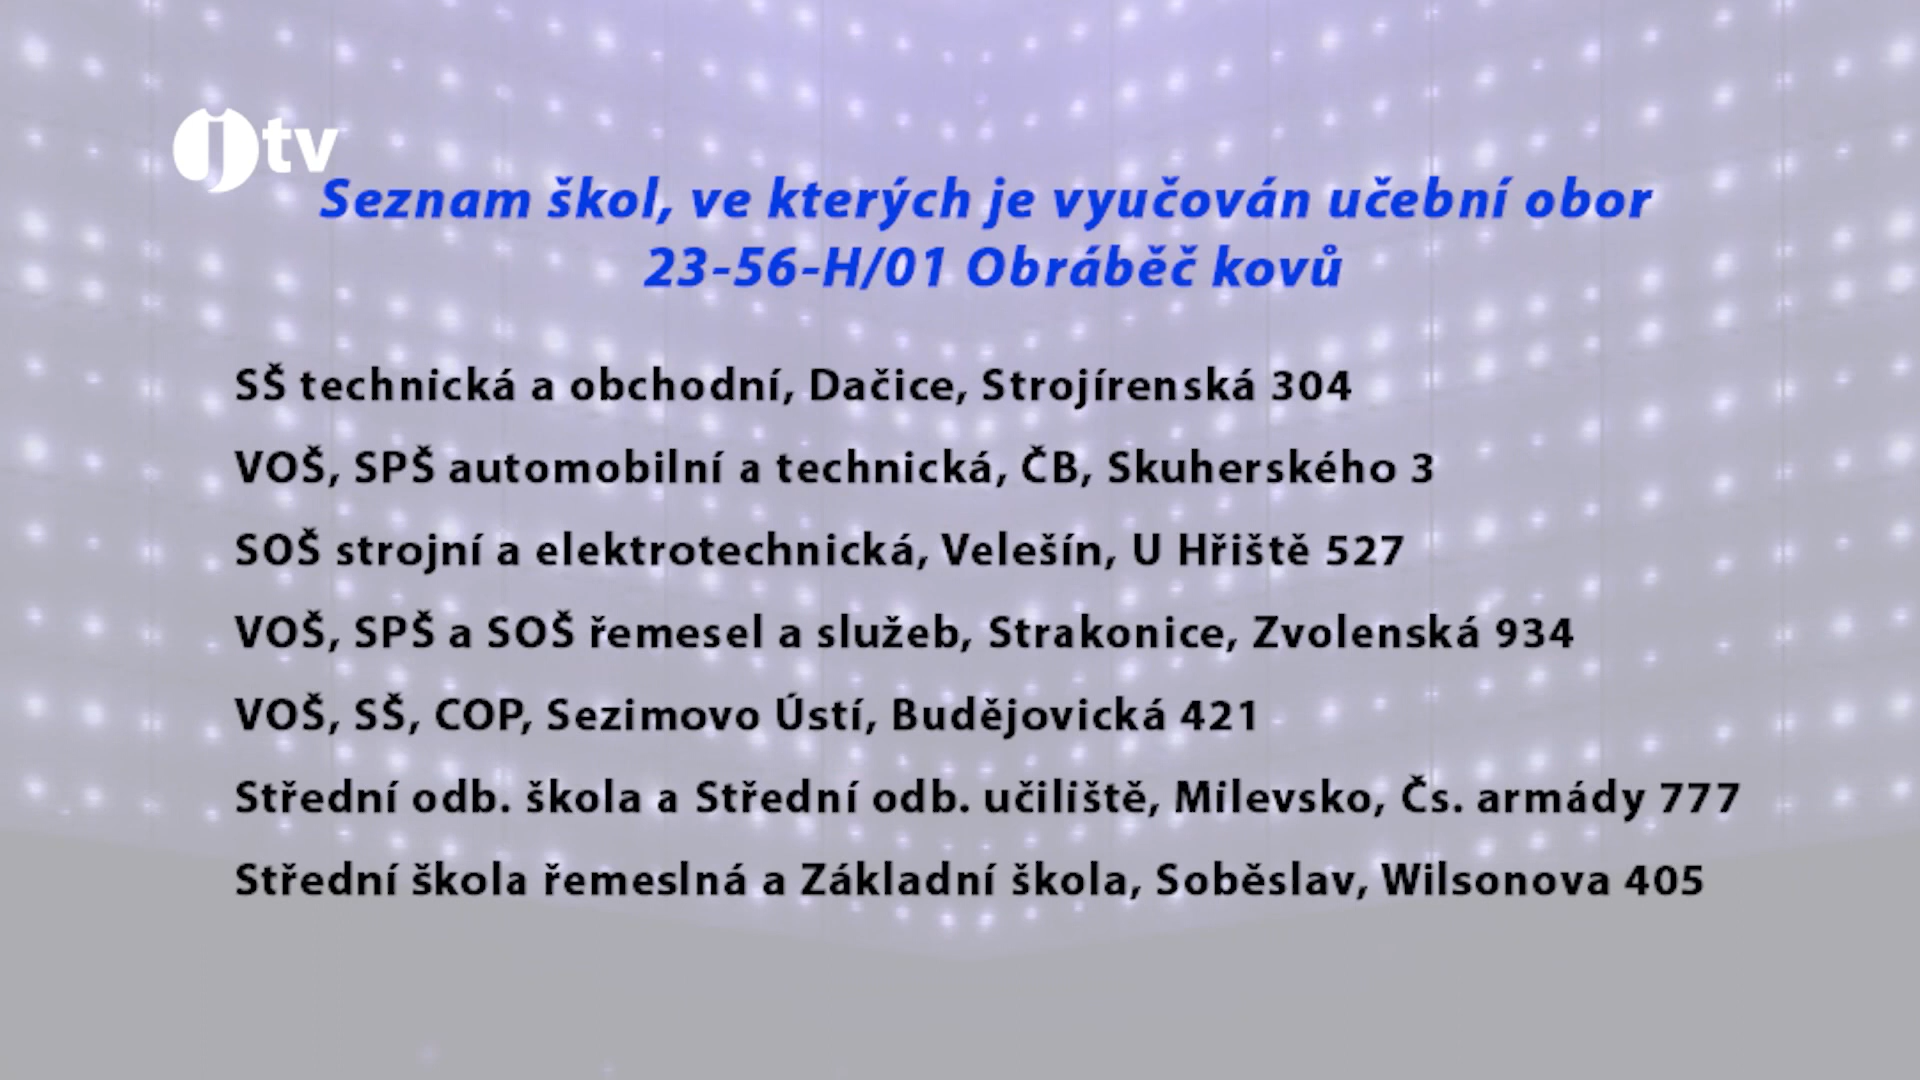 jtv
Seznam škol, ve kterých je vyučován učební obor
23-56-H/01 Obráběč kovů
SŠ technická a obchodní, Dačice, Strojírenská 304
VOŠ, SPŠ automobilní a technická, ČB, Skuherského 3
SOŠ strojní a elektrotechnická, Velešín, U Hřiště 527
VOŠ, SPŠ a SOŠ řemesel a služeb, Strakonice, Zvolenská 934
VOŠ, SŠ, COP, Sezimovo Ústí, Budějovická 421
Střední odb. škola a Střední odb. učiliště, Milevsko, Čs. armády 777
Střední škola řemeslná a Základní škola, Soběslav, Wilsonova 405